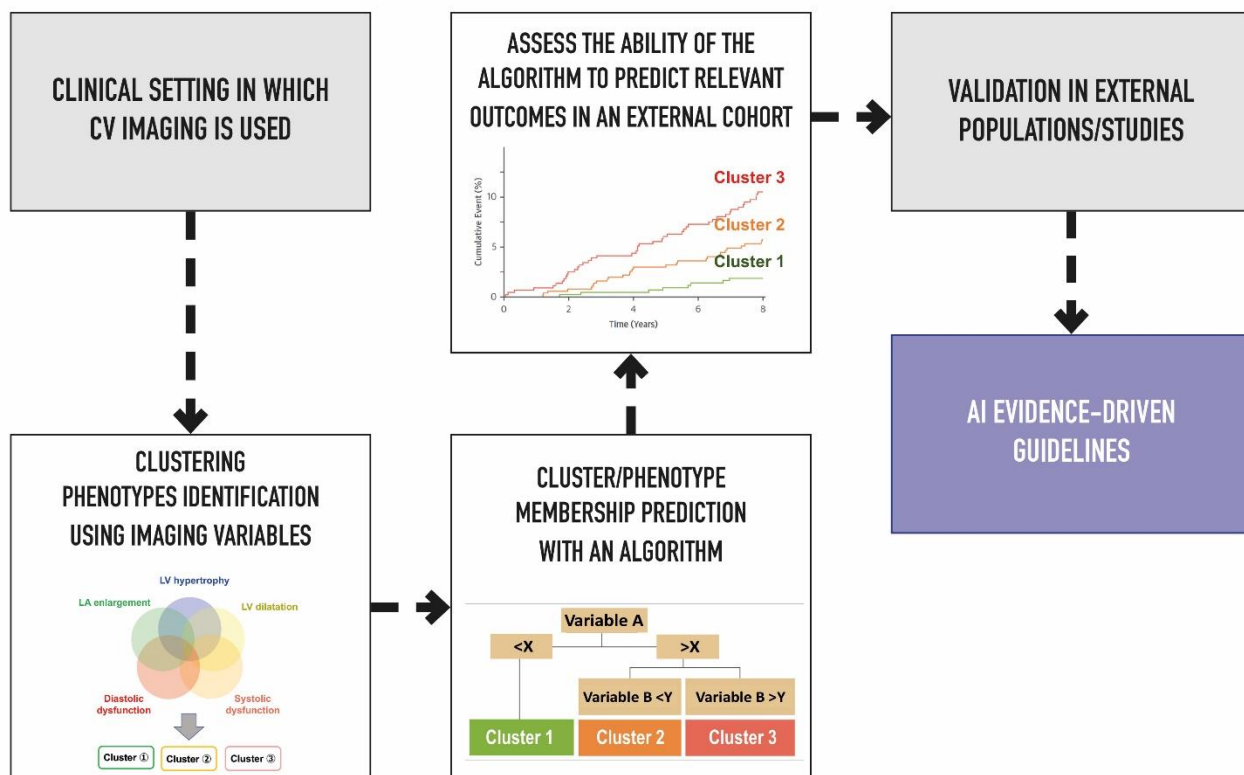 CLINICAL SETTING IN WHICH
CV IMAGING IS USED
CLUSTERING
PHENOTYPES IDENTIFICATION
USING IMAGING VARIABLES
LV hypertrophy
LA enlargement
LV dilatation
Diastolic
dysfunction
Systolic
dysfunction
Cluster ①
Cluster ②
Cluster ③
CLUSTER/PHENOTYPE
MEMBERSHIP PREDICTION
WITH AN ALGORITHM
Variable A
<X
>X
Variable B <Y
Variable B >Y
Cluster 1
Cluster 2
Cluster 3
ASSESS THE ABILITY OF THE
ALGORITHM TO PREDICT RELEVANT
OUTCOMES IN AN EXTERNAL COHORT
Cumulative Event (%)
10
5
0
Cluster 3
Cluster 2
Cluster 1
0 2 4 6 8
Time (Years)
VALIDATION IN EXTERNAL
POPULATIONS/STUDIES
AI EVIDENCE-DRIVEN
GUIDELINES